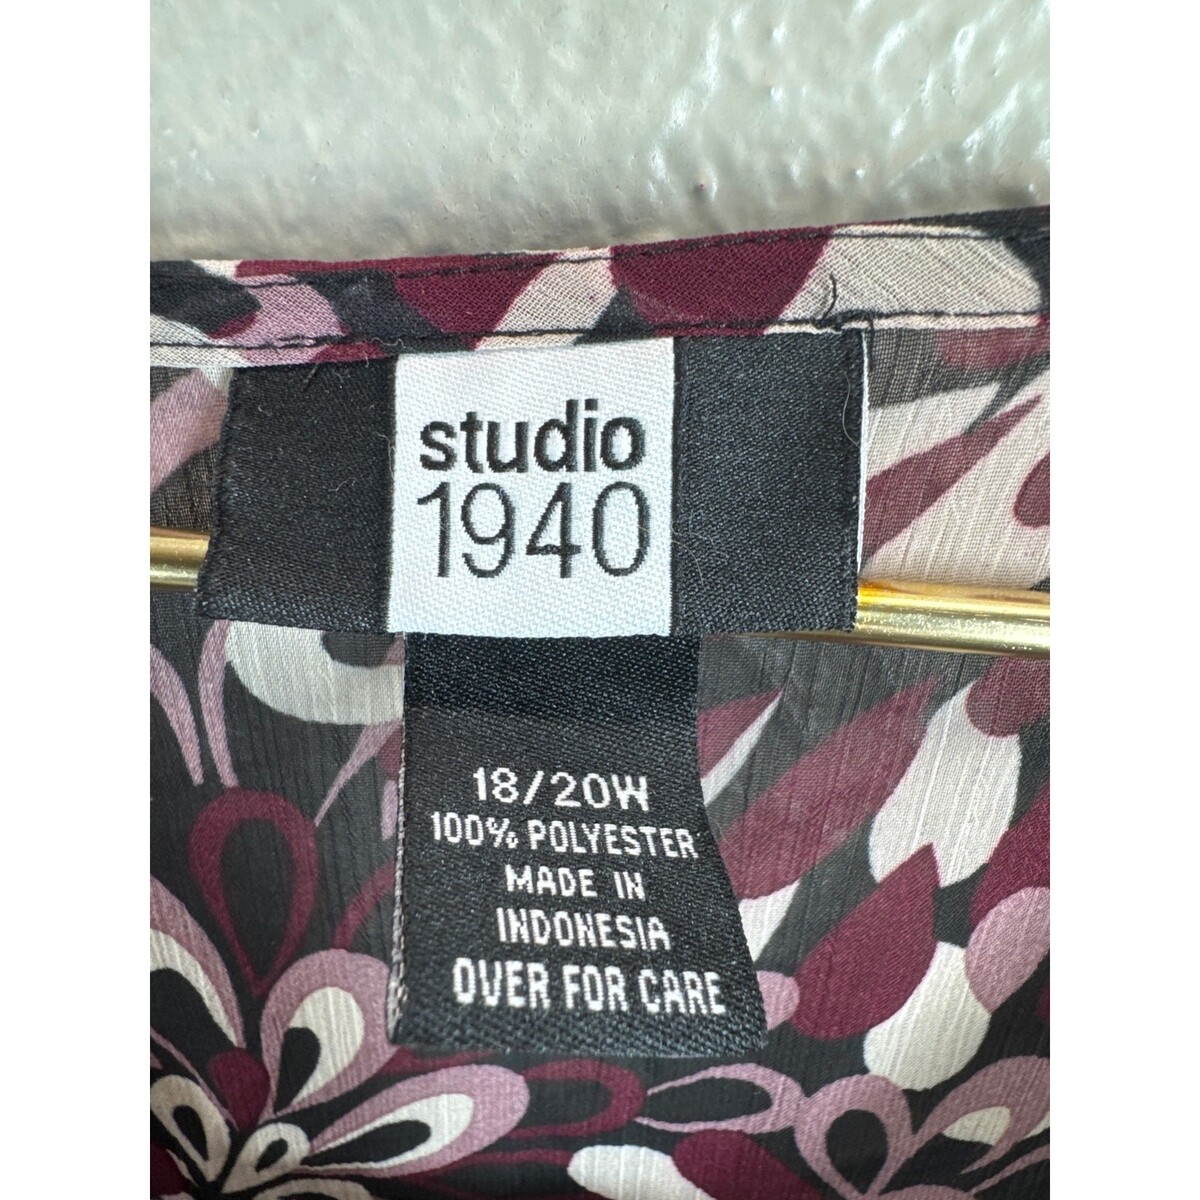 studio
1940
18/20W
100% POLYESTER
MADE IN
INDONESIA
OVER FOR CARE